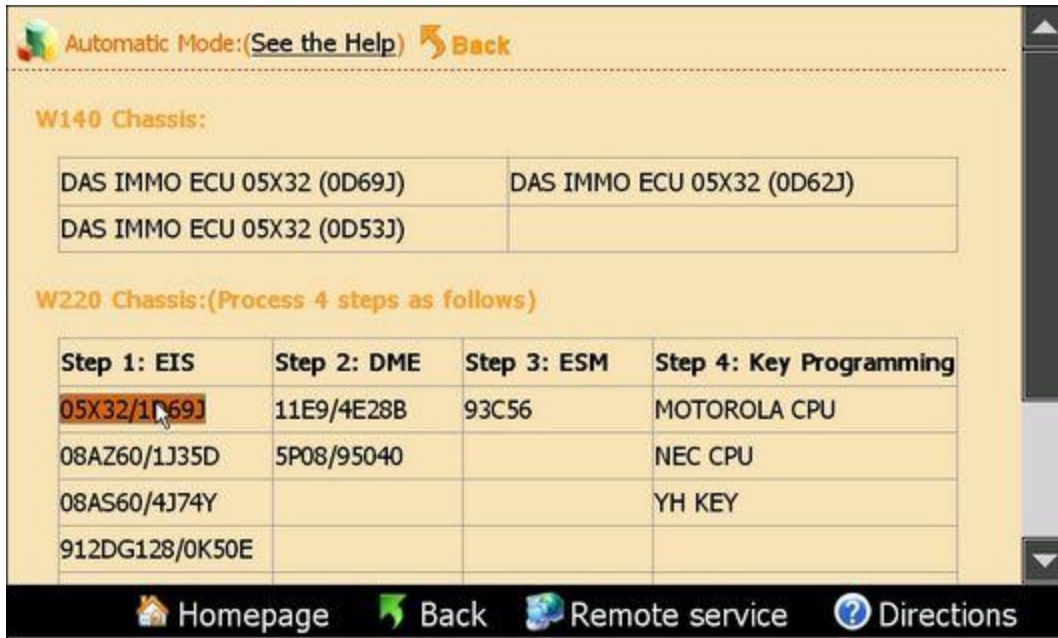 Automatic Mode:(See the Help) Back
W140 Chassis:
DAS IMMO ECU 05X32 (0D69J) DAS IMMO ECU 05X32 (0D62J)
DAS IMMO ECU 05X32 (0D53J)
W220 Chassis:(Process 4 steps as follows)
Step 1: EIS Step 2: DME Step 3: ESM Step 4: Key Programming
05X32/1D69J 11E9/4E28B 93C56 MOTOROLA CPU
08AZ60/1J35D 5P08/95040 NEC CPU
08AS60/4J74Y YH KEY
912DG128/0K50E
Homepage Back Remote service Directions